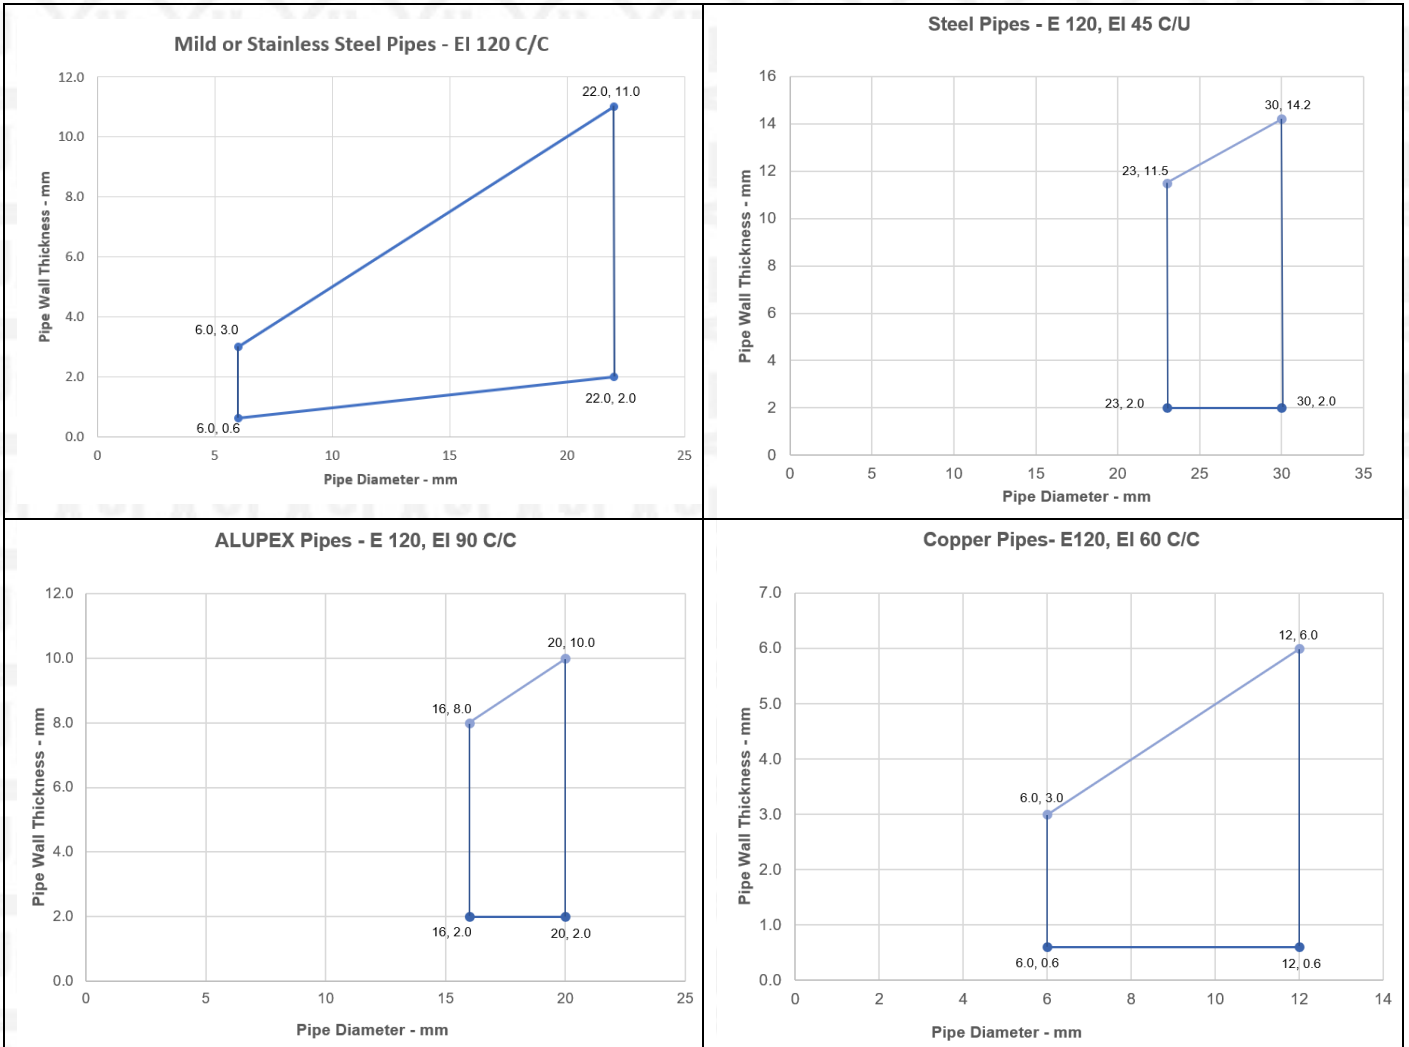 Mild or Stainless Steel Pipes - EI 120 C/C
12.0
10.0
8.0
6.0
4.0
2.0
0.0
Pipe Wall Thickness - mm
22.0, 11.0
6.0, 3.0
22.0, 2.0
6.0, 0.6
0 5 10 15 20 25
Pipe Diameter - mm
Steel Pipes - E 120, EI 45 C/U
16
14
12
10
8
6
4
2
0
Pipe Wall Thickness - mm
30, 14.2
23, 11.5
23, 2.0
30, 2.0
0 5 10 15 20 25 30 35
Pipe Diameter - mm
ALUPEX Pipes - E 120, EI 90 C/C
12.0
10.0
8.0
6.0
4.0
2.0
0.0
Pipe Wall Thickness - mm
20, 10.0
16, 8.0
16, 2.0
20, 2.0
0 5 10 15 20 25
Pipe Diameter - mm
Copper Pipes- E120, EI 60 C/C
7.0
6.0
5.0
4.0
3.0
2.0
1.0
0.0
Pipe Wall Thickness - mm
12, 6.0
6.0, 3.0
6.0, 0.6
12, 0.6
0 2 4 6 8 10 12 14
Pipe Diameter - mm